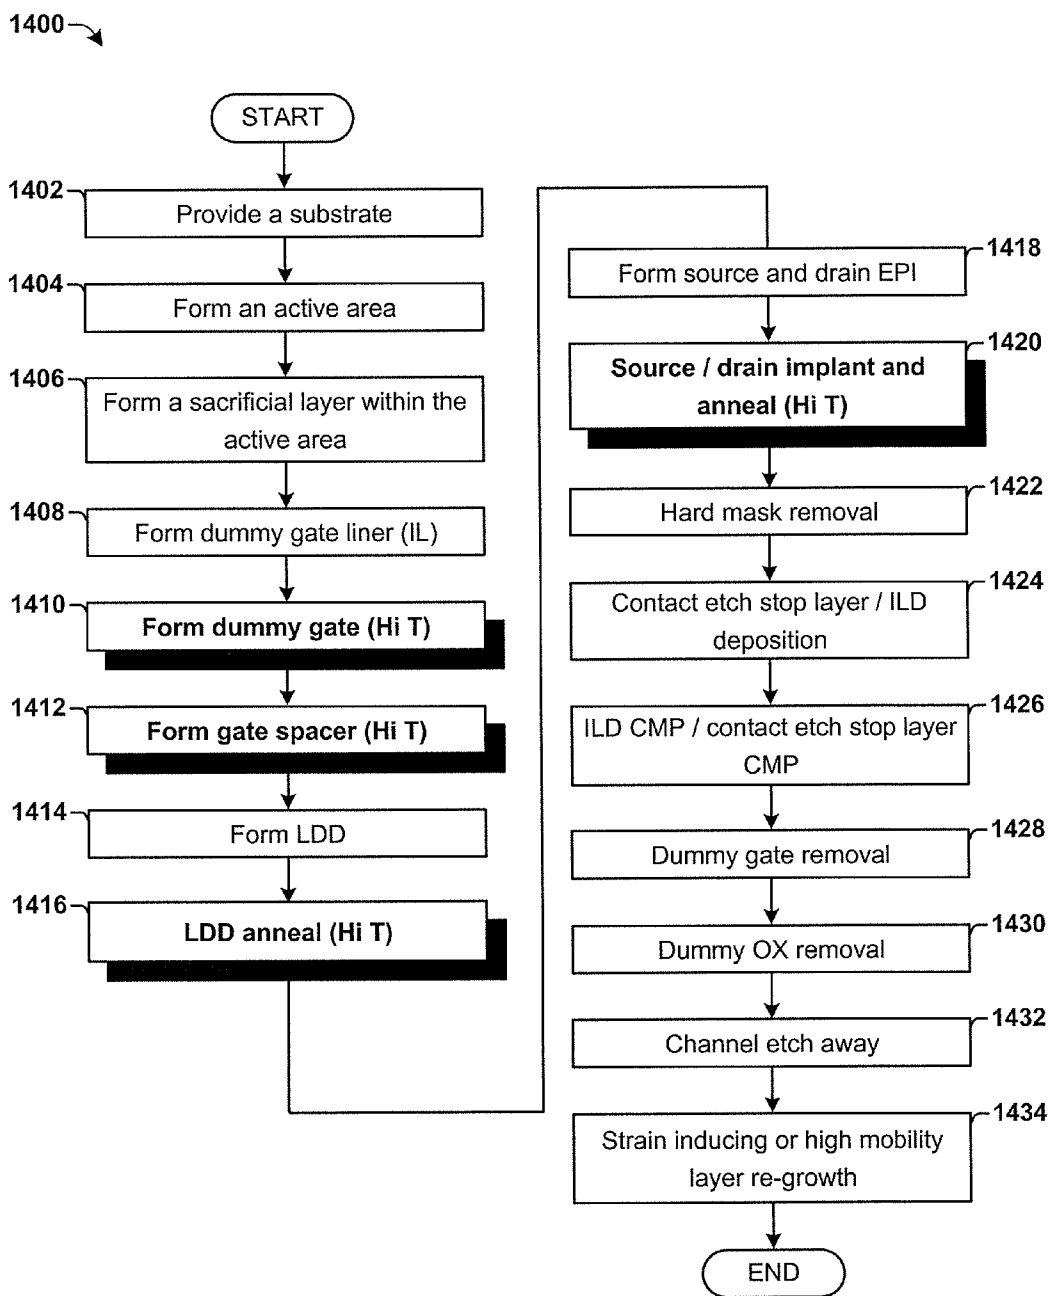 1400
START
1402
Provide a substrate
1404
Form an active area
1406
Form a sacrificial layer within the
active area
1408
Form dummy gate liner (IL)
1410
Form dummy gate (Hi T)
1412
Form gate spacer (Hi T)
1414
Form LDD
1416
LDD anneal (Hi T)
1418
Form source and drain EPI
1420
Source / drain implant and
anneal (Hi T)
1422
Hard mask removal
1424
Contact etch stop layer / ILD
deposition
1426
ILD CMP / contact etch stop layer
CMP
1428
Dummy gate removal
1430
Dummy OX removal
1432
Channel etch away
1434
Strain inducing or high mobility
layer re-growth
END